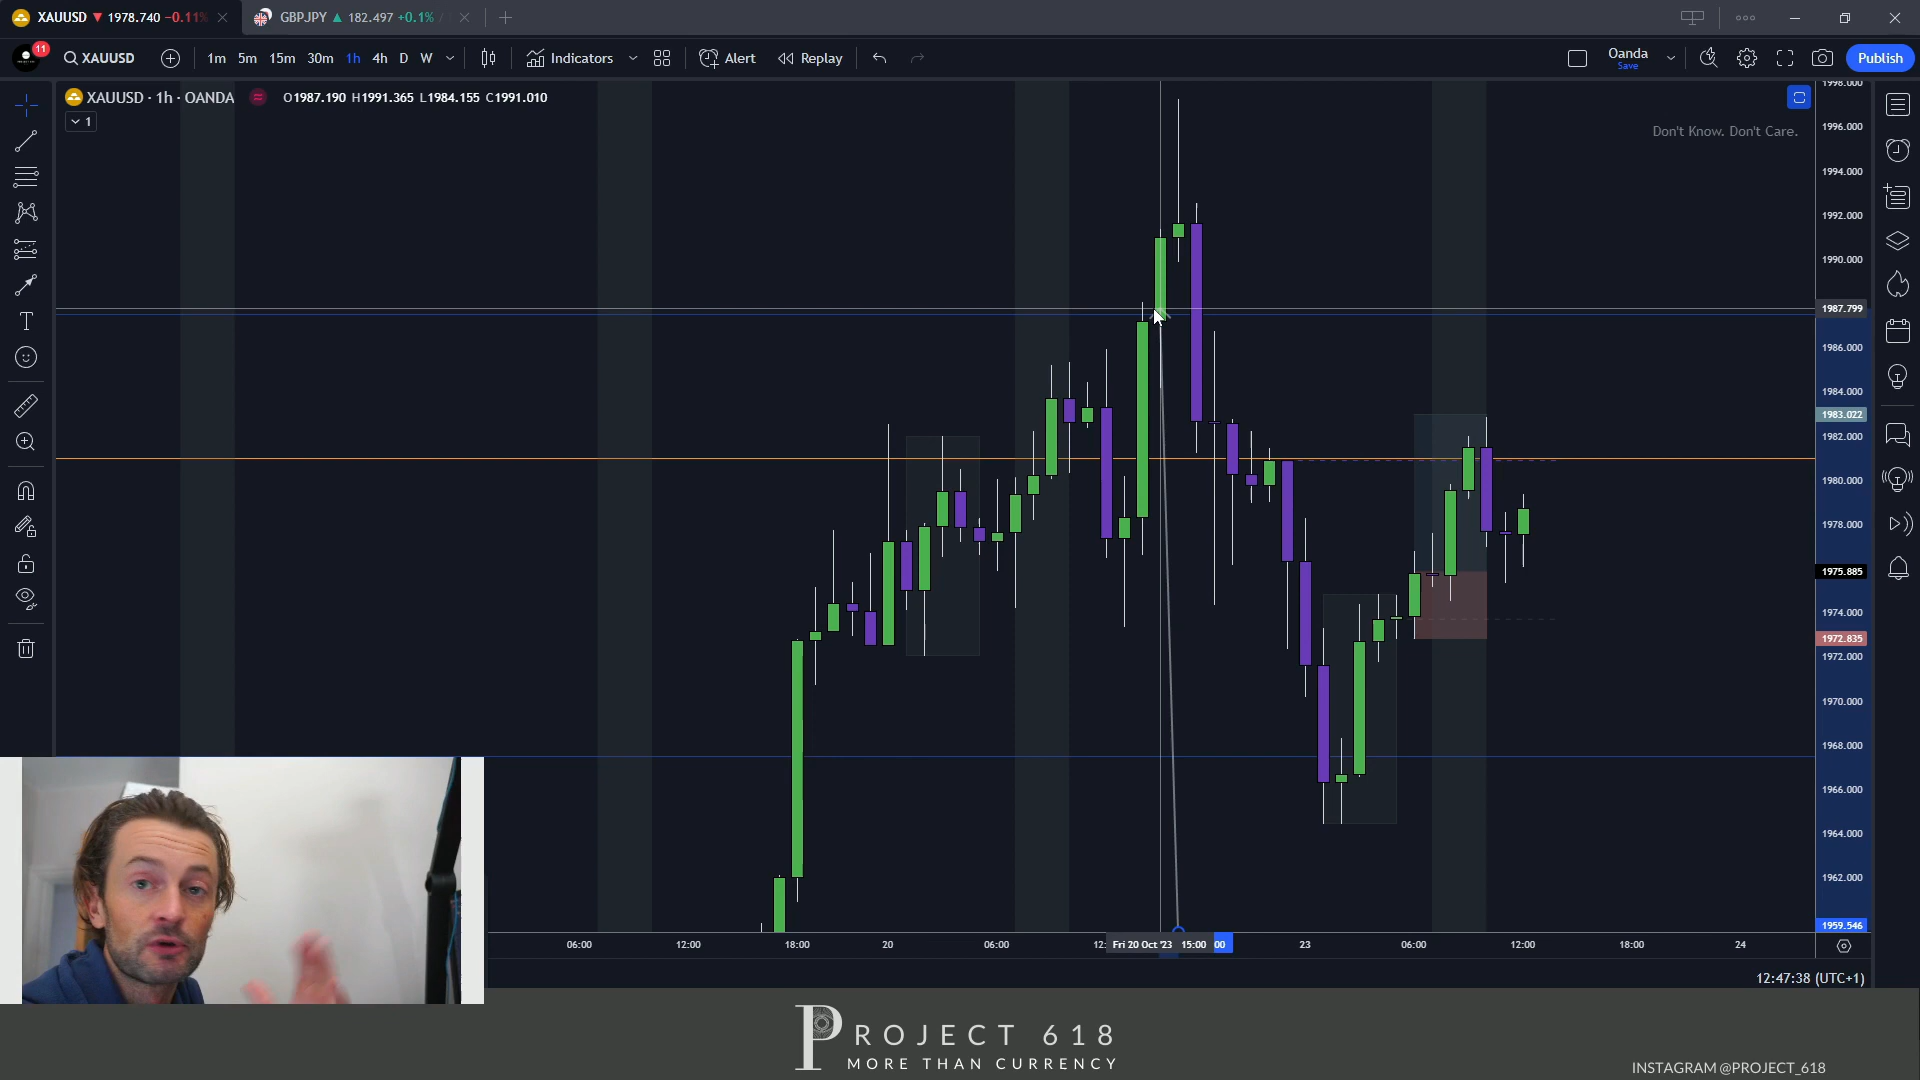 XAUUSD ▼ 1978.740 −0.11%
GBPJPY ▲ 182.497 +0.1% /
11
XAUUSD
1m 5m 15m 30m 1h 4h D W
Indicators
Alert
Replay
Oanda
Save
Publish
XAUUSD · 1h · OANDA
O1987.190 H1991.365 L1984.155 C1991.010
1
Don't Know. Don't Care.
1998.000
1996.000
1994.000
1992.000
1990.000
1987.799
1986.000
1984.000
1983.022
1982.000
1980.000
1978.000
1975.885
1974.000
1972.835
1972.000
1970.000
1968.000
1966.000
1964.000
1962.000
1959.546
06:00 12:00 18:00 20 06:00 12: Fri 20 Oct '23 15:00 00 23 06:00 12:00 18:00 24
12:47:38 (UTC+1)
PROJECT 618
MORE THAN CURRENCY
INSTAGRAM @PROJECT_618